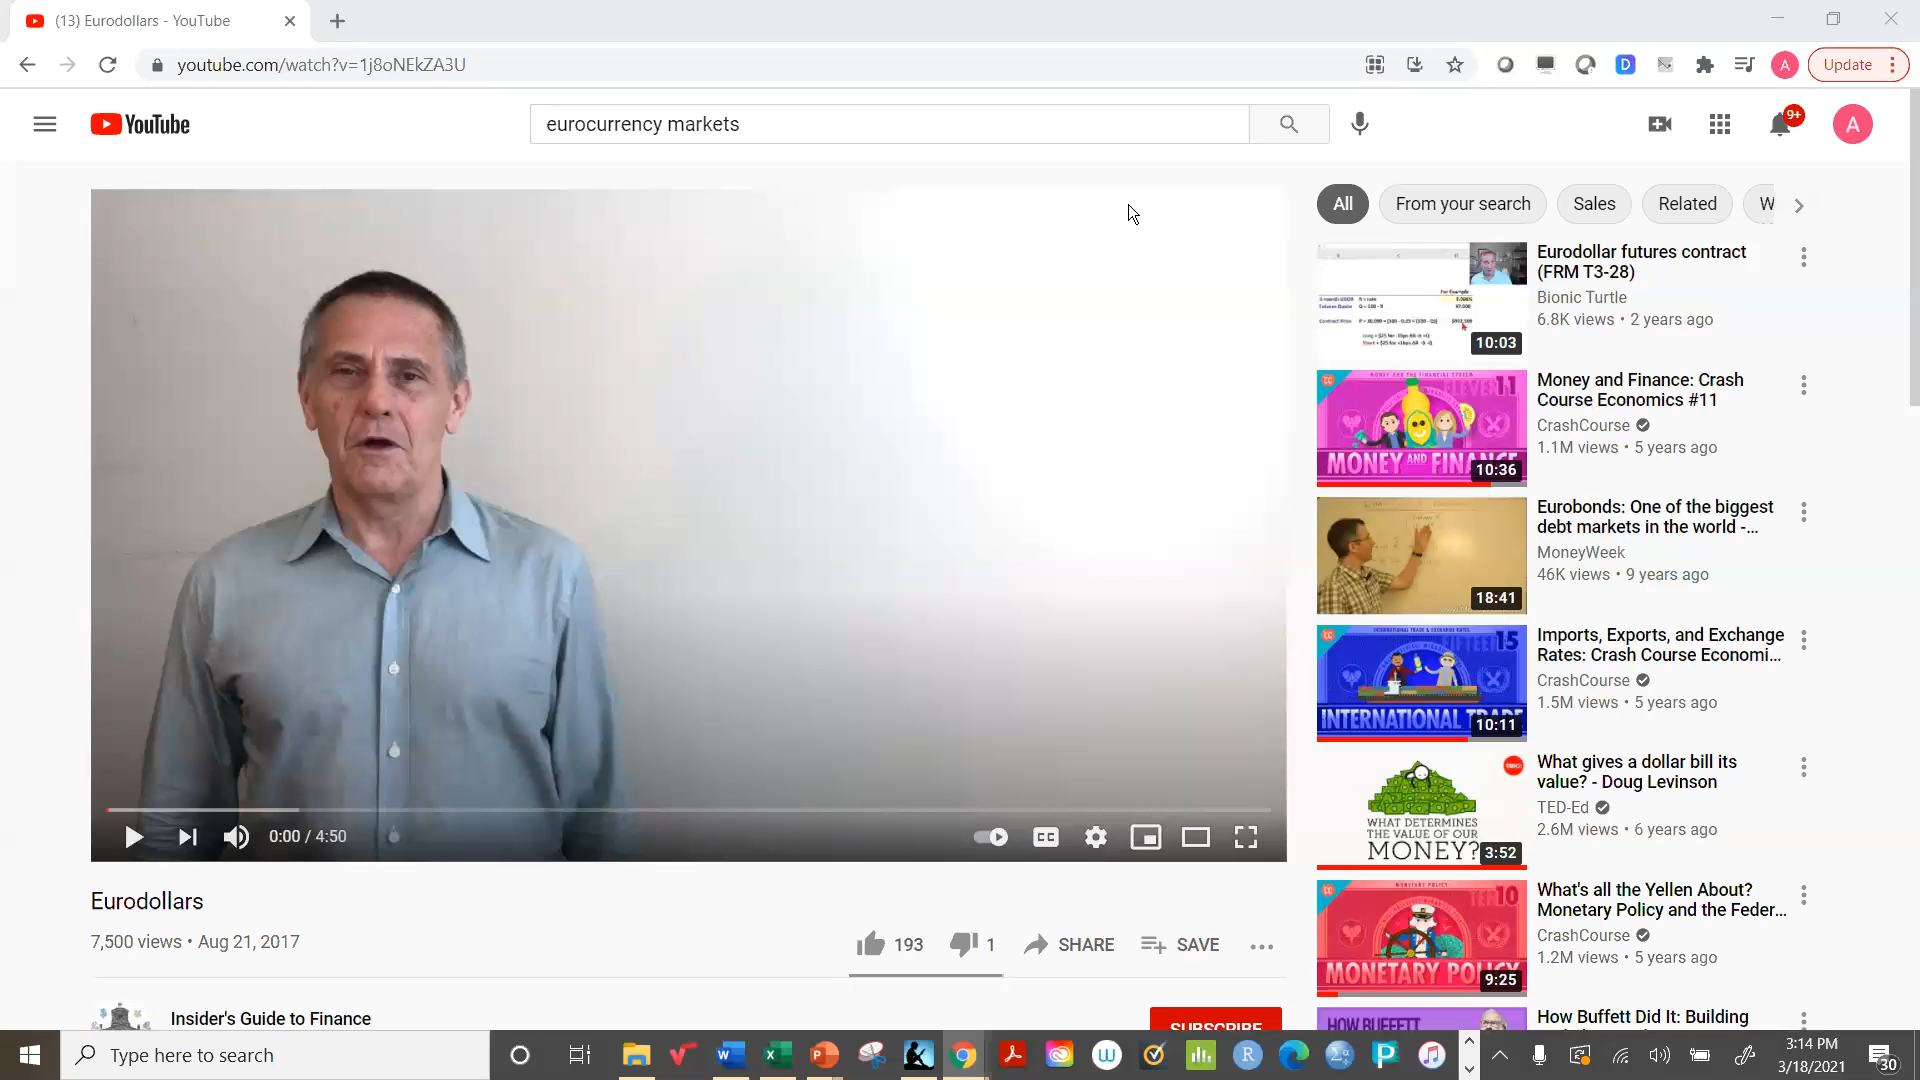 (13) Eurodollars - YouTube
youtube.com/watch?v=1j8oNEkZA3U
Update
YouTube
eurocurrency markets
9+
A
All
From your search
Sales
Related
W
Eurodollar futures contract
(FRM T3-28)
Bionic Turtle
6.8K views • 2 years ago
10:03
Money and Finance: Crash
Course Economics #11
CrashCourse
1.1M views • 5 years ago
MONEY AND FINANCE
ELEVEN 11
10:36
Eurobonds: One of the biggest
debt markets in the world -...
MoneyWeek
46K views • 9 years ago
18:41
Imports, Exports, and Exchange
Rates: Crash Course Economi...
CrashCourse
1.5M views • 5 years ago
15
INTERNATIONAL TRADE
10:11
What gives a dollar bill its
value? - Doug Levinson
TED-Ed
2.6M views • 6 years ago
WHAT DETERMINES
THE VALUE OF OUR
MONEY?
3:52
What's all the Yellen About?
Monetary Policy and the Feder...
CrashCourse
1.2M views • 5 years ago
TEN 10
MONETARY POLICY
9:25
How Buffett Did It: Building
HOW BUFFETT
0:00 / 4:50
CC
Eurodollars
7,500 views • Aug 21, 2017
193
1
SHARE
SAVE
Insider's Guide to Finance
SUBSCRIBE
Type here to search
3:14 PM
3/18/2021
30